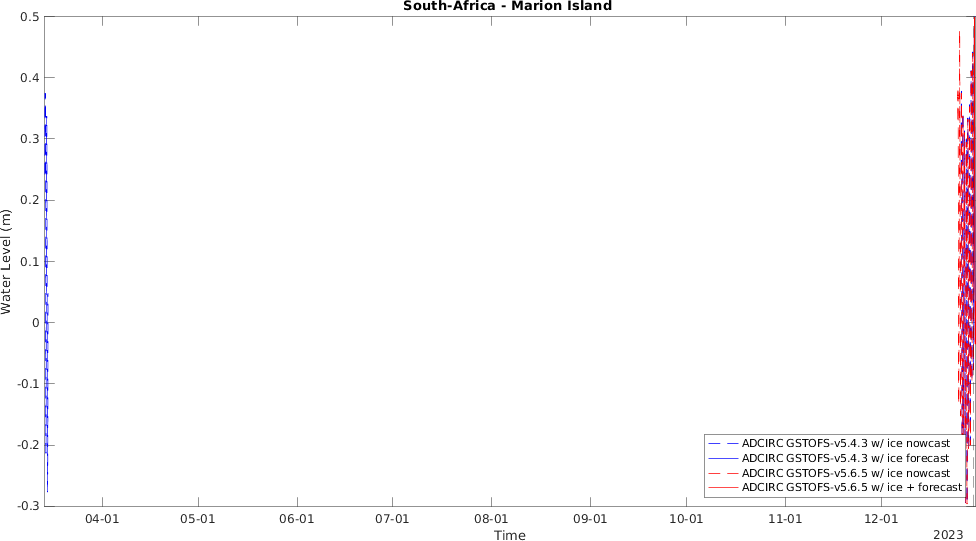 South-Africa - Marion Island
0.5
0.4
0.3
0.2
0.1
0
-0.1
-0.2
-0.3
Water Level (m)
ADCIRC GSTOFS-v5.4.3 w/ ice nowcast
ADCIRC GSTOFS-v5.4.3 w/ ice forecast
ADCIRC GSTOFS-v5.6.5 w/ ice nowcast
ADCIRC GSTOFS-v5.6.5 w/ ice + forecast
04-01 05-01 06-01 07-01 08-01 09-01 10-01 11-01 12-01
Time
2023